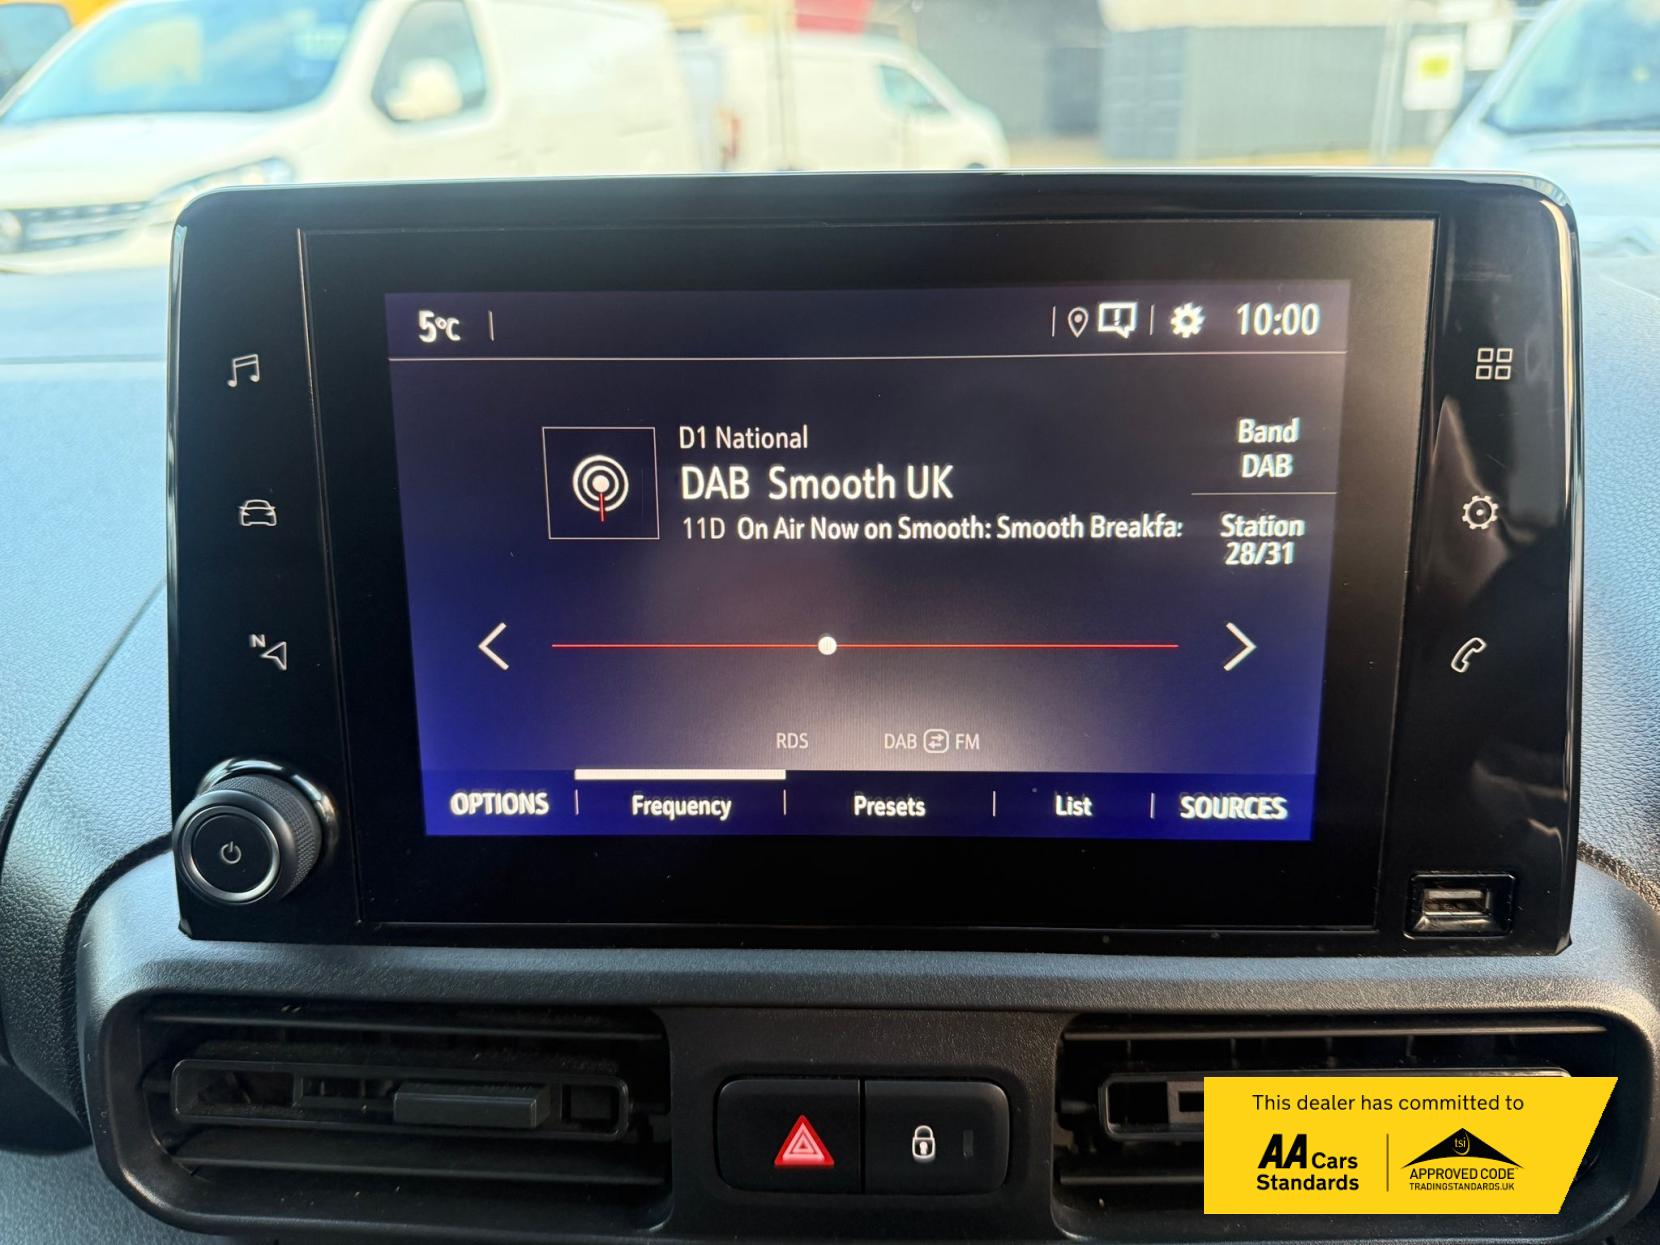 5°C
10:00
D1 National
DAB Smooth UK
11D On Air Now on Smooth: Smooth Breakfa
Band
DAB
Station
28/31
N
RDS DAB FM
OPTIONS Frequency Presets List SOURCES
This dealer has committed to
AA Cars
Standards
tsi
APPROVED CODE
TRADINGSTANDARDS.UK